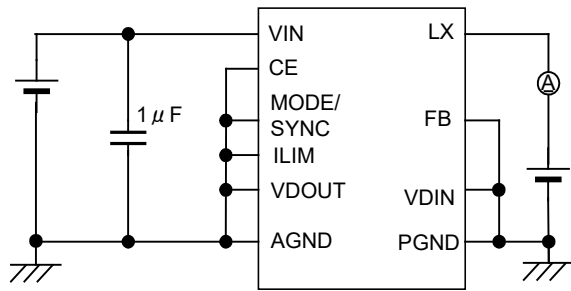 VIN
LX
CE
A
1μF
MODE/
SYNC
FB
ILIM
VDOUT
VDIN
AGND
PGND